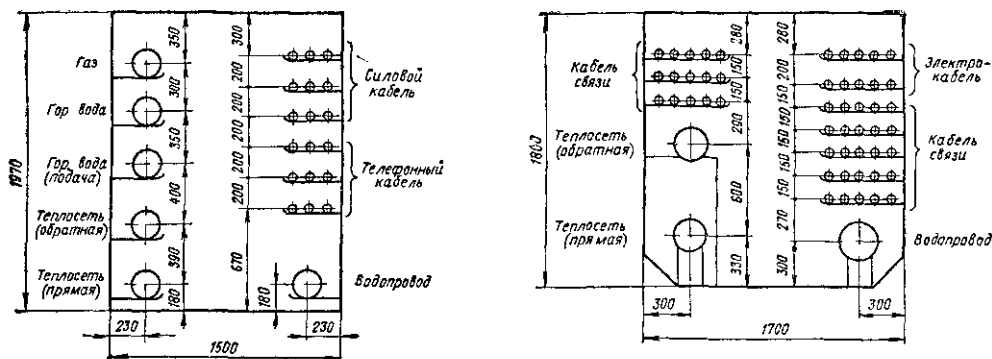 Газ
Гор. вода
Гор. вода
(подача)
Теплосеть
(обратная)
Теплосеть
(прямая)
1970
350
300
350
400
390
180
300
200
200
200
200
200
670
180
Силовой
кабель
Телефонный
кабель
Водопровод
230
230
1500
Кабель
связи
Теплосеть
(обратная)
Теплосеть
(прямая)
1800
280
150
150
290
600
330
280
200
150
150
150
150
150
270
300
Электро-
кабель
Кабель
связи
Водопровод
300
300
1700